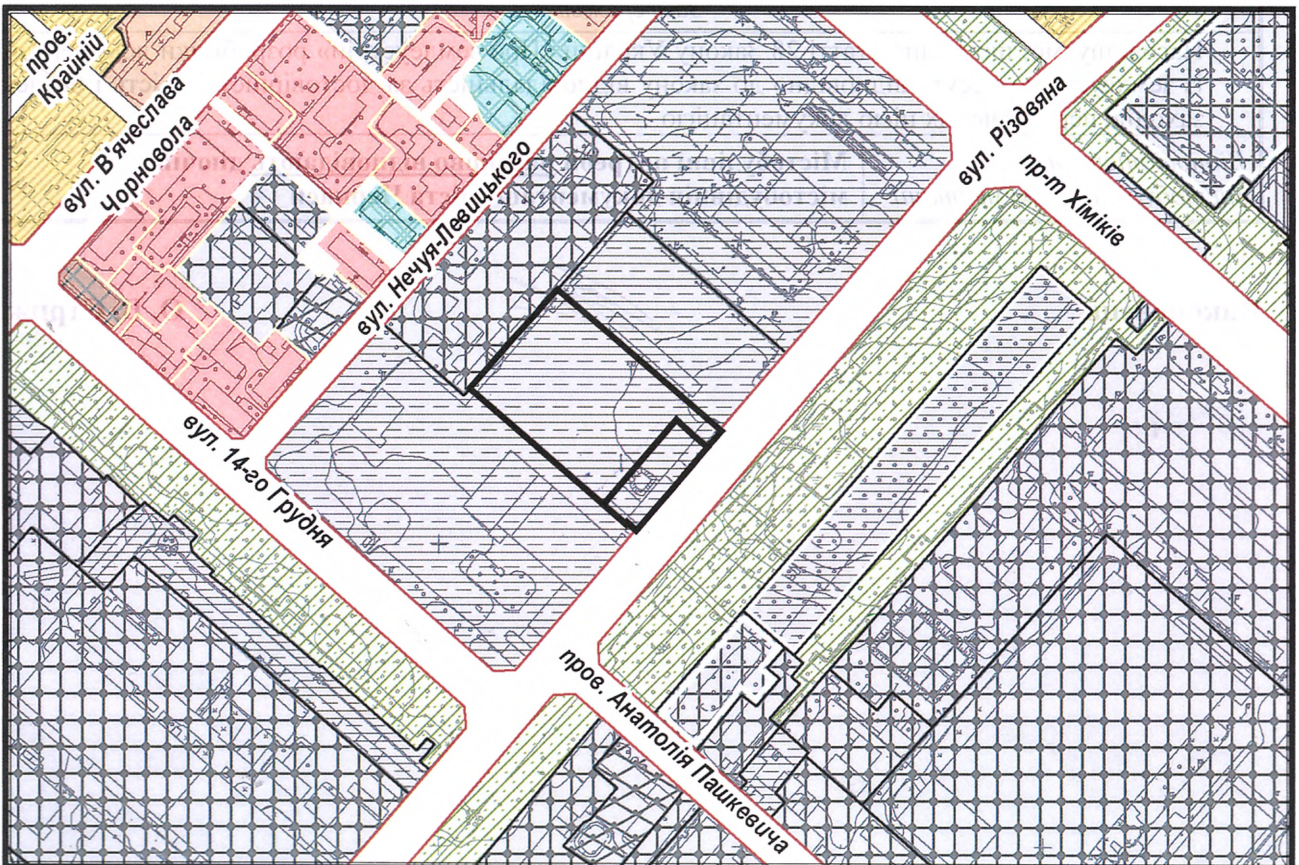 пров.
Крайній
вул. В'ячеслава
Чорновола
вул. Нечуя-Левицького
вул. Різдвяна
пр-т Хіміків
вул. 14-го Грудня
пров. Анатолія Пашкевича